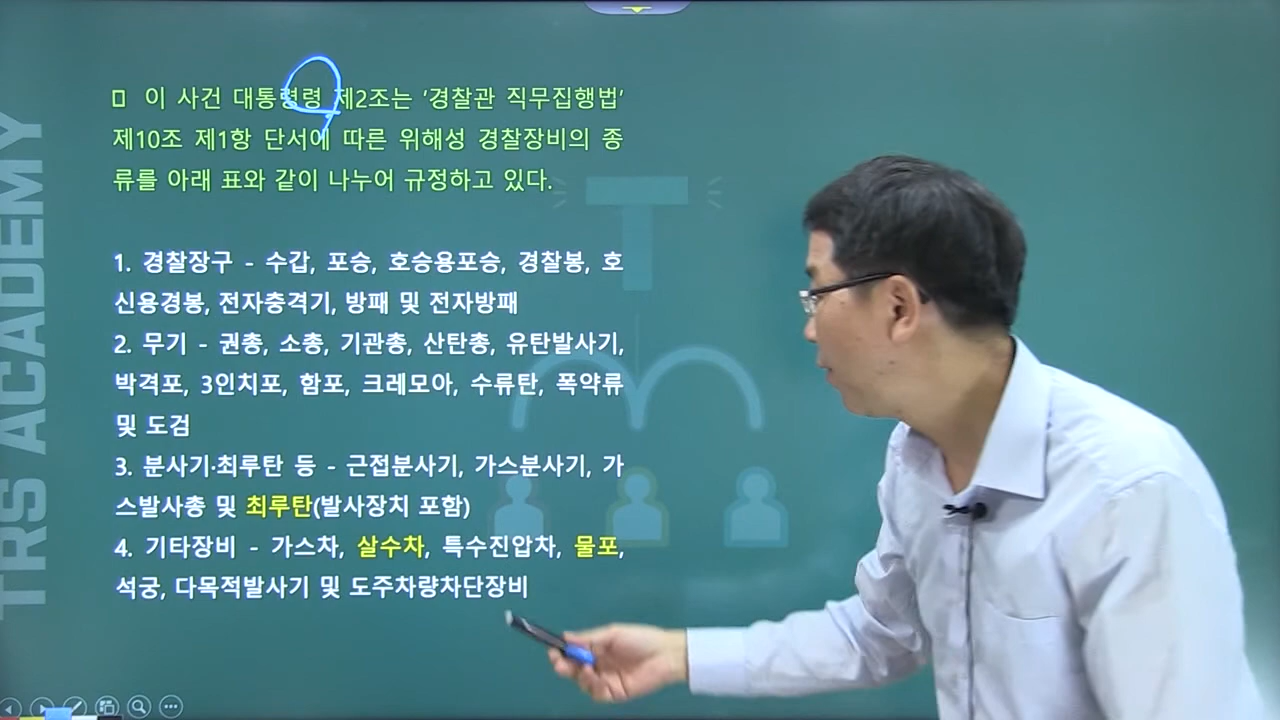 □ 이 사건 대통령령 제2조는 '경찰관 직무집행법'
제10조 제1항 단서에 따른 위해성 경찰장비의 종
류를 아래 표와 같이 나누어 규정하고 있다.
1. 경찰장구 - 수갑, 포승, 호승용포승, 경찰봉, 호
신용경봉, 전자충격기, 방패 및 전자방패
2. 무기 - 권총, 소총, 기관총, 산탄총, 유탄발사기,
박격포, 3인치포, 함포, 크레모아, 수류탄, 폭약류
및 도검
3. 분사기·최루탄 등 - 근접분사기, 가스분사기, 가
스발사총 및 최루탄(발사장치 포함)
4. 기타장비 - 가스차, 살수차, 특수진압차, 물포,
석궁, 다목적발사기 및 도주차량차단장비
TRS ACADEMY